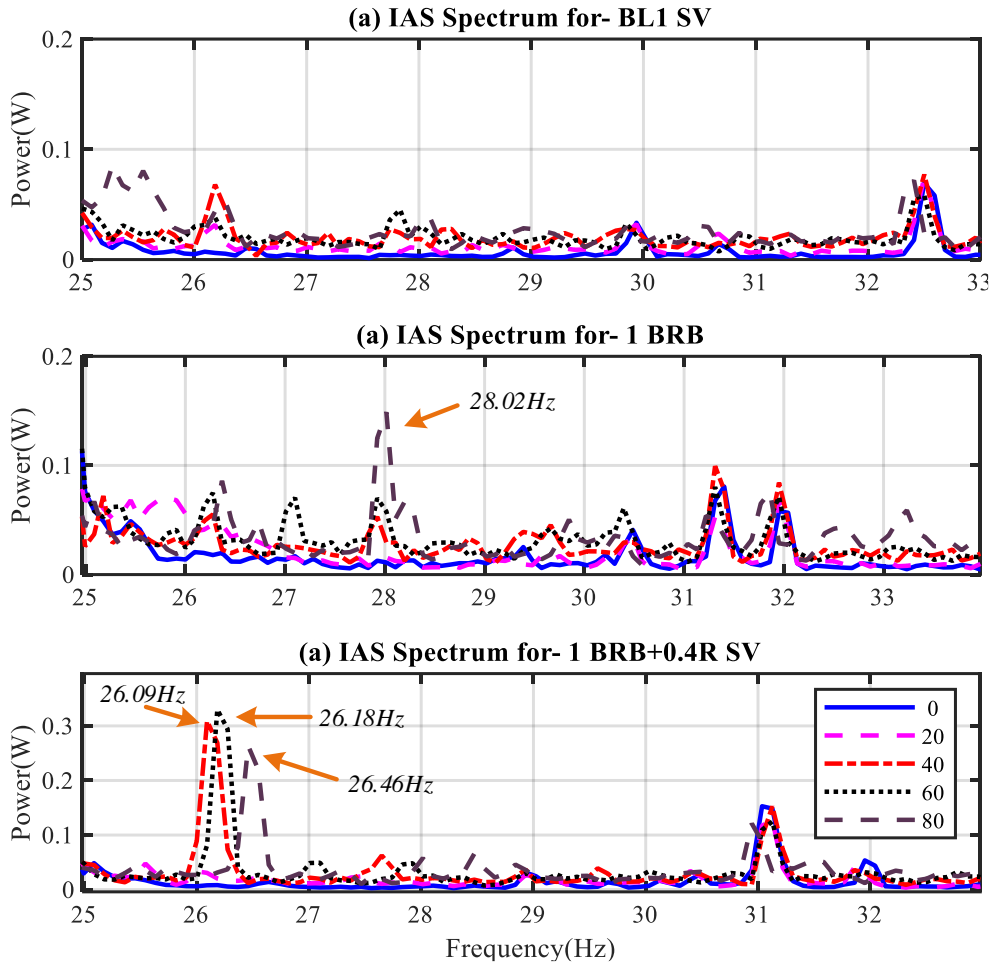 (a) IAS Spectrum for- BL1 SV
0.2
0.1
0
Power(W)
25 26 27 28 29 30 31 32 33
(a) IAS Spectrum for- 1 BRB
0.2
0.1
0
Power(W)
28.02Hz
25 26 27 28 29 30 31 32 33
(a) IAS Spectrum for- 1 BRB+0.4R SV
0.3
0.2
0.1
0
Power(W)
26.09Hz
26.18Hz
26.46Hz
0
20
40
60
80
25 26 27 28 29 30 31 32
Frequency(Hz)